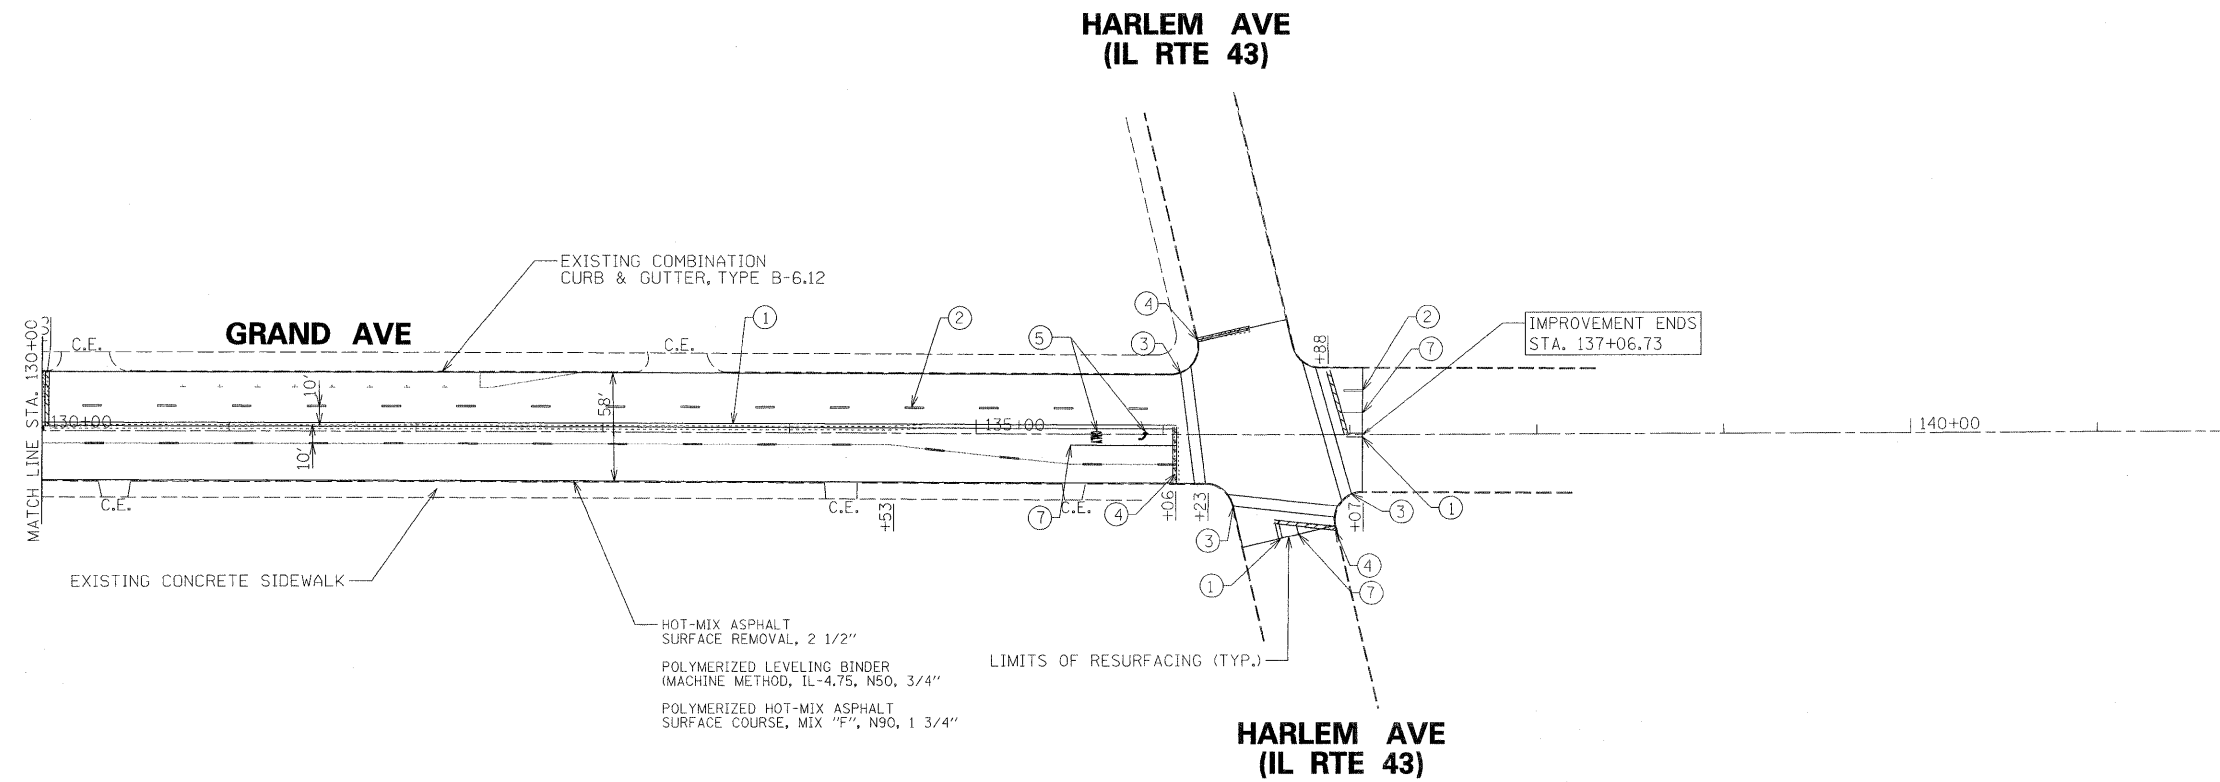 HARLEM AVE
(IL RTE 43)
EXISTING COMBINATION
CURB & GUTTER, TYPE B-6.12
GRAND AVE
1
2
4
5
3
IMPROVEMENT ENDS
STA. 137+06.73
2
7
+88
C.E.
C.E.
MATCH LINE STA. 130+00
10'
58'
130+00
135+00
140+00
10'
C.E.
C.E.
C.E.
+53
7
4
+06
+23
3
+07
3
1
4
1
7
EXISTING CONCRETE SIDEWALK
HOT-MIX ASPHALT
SURFACE REMOVAL, 2 1/2"
POLYMERIZED LEVELING BINDER
(MACHINE METHOD, IL-4.75, N50, 3/4"
POLYMERIZED HOT-MIX ASPHALT
SURFACE COURSE, MIX "F", N90, 1 3/4"
LIMITS OF RESURFACING (TYP.)
HARLEM AVE
(IL RTE 43)